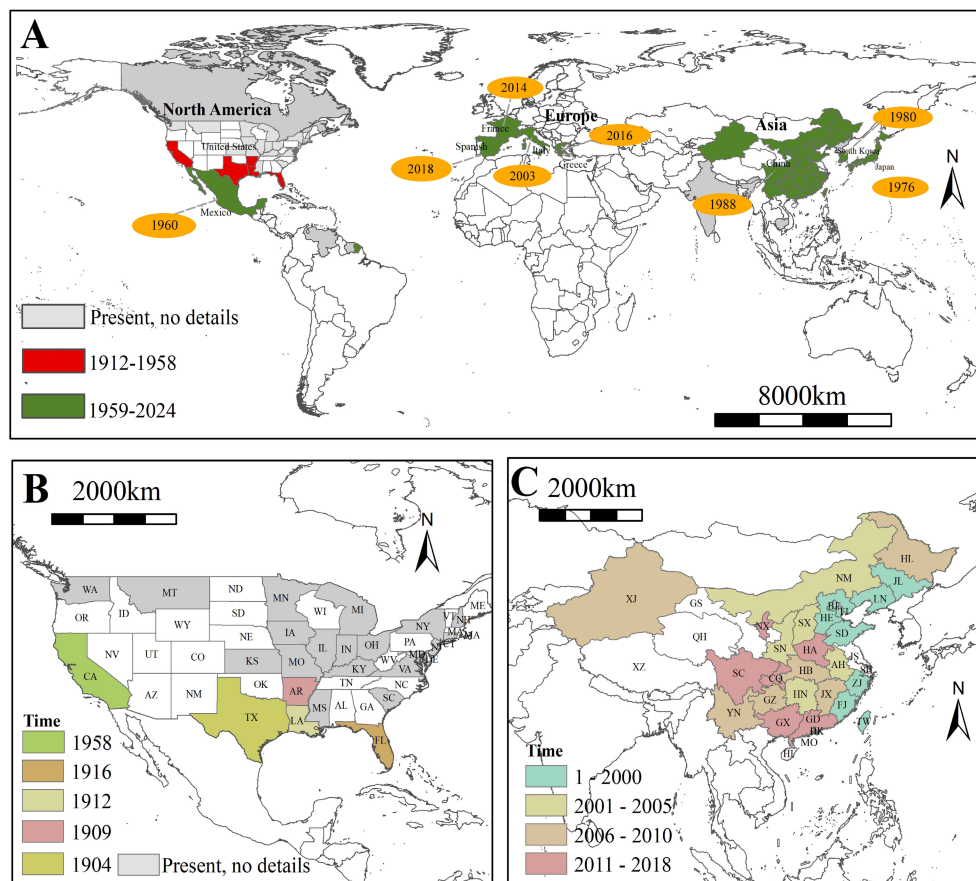 A
2014
North America
Europe
1980
France
United States
2016
Asia
Spanish
Italy
South Korea
China
2018
2003
Greece
Japan
N
1976
1988
Mexico
1960
Present, no details
1912-1958
1959-2024
8000km
B
2000km
N
WA
MT
ND
MN
ME
OR
ID
SD
WI
MI
VT
NH
WY
NY
MA
NE
IA
PA
CT
NV
UT
CO
IL
IN
OH
MD
DE
CA
KS
MO
WV
VA
KY
NC
AZ
NM
OK
AR
TN
SC
TX
MS
AL
GA
LA
FL
MA
Time
1958
1916
1912
1909
1904
Present, no details
C
2000km
N
HL
NM
JL
XJ
GS
LN
BE
TJ
HE
NX
SX
SD
QH
SN
HA
JS
XZ
AH
SC
HB
CQ
ZJ
HN
JX
GZ
FJ
YN
GX
GD
TW
HK
MO
HI
Time
1 - 2000
2001 - 2005
2006 - 2010
2011 - 2018